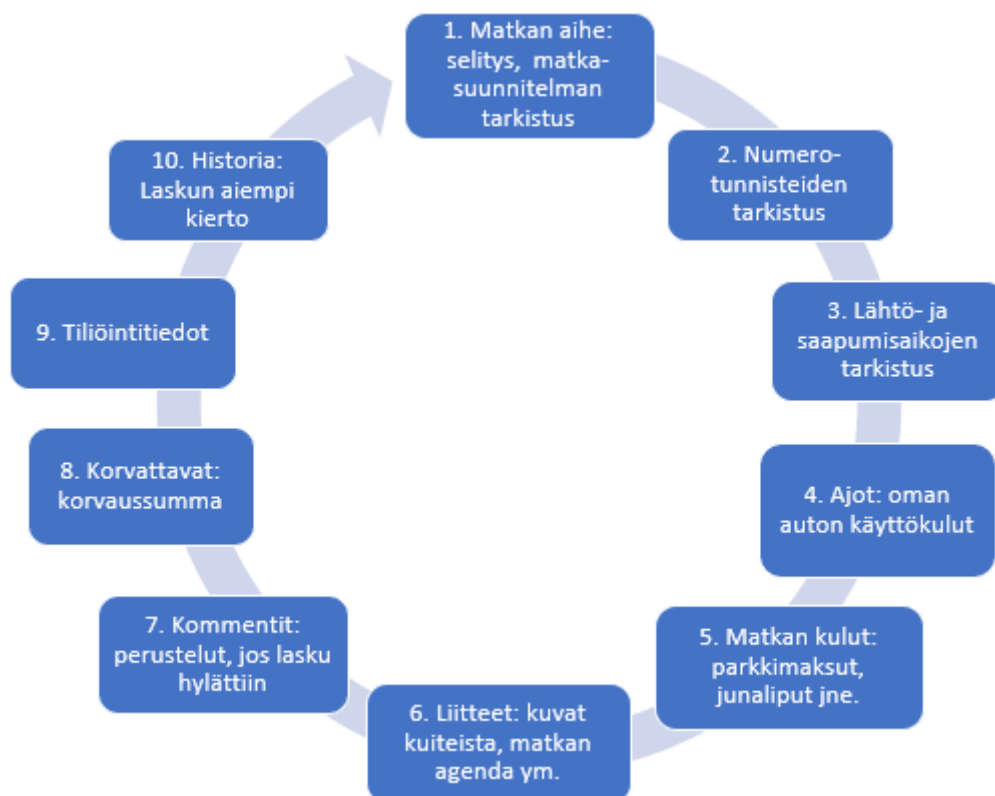 1. Matkan aihe:
selitys, matka-
suunnitelman
tarkistus
2. Numero-
tunnisteiden
tarkistus
3. Lähtö- ja
saapumisaikojen
tarkistus
4. Ajot: oman
auton käyttökulut
5. Matkan kulut:
parkkimaksut,
junaliput jne.
6. Liitteet: kuvat
kuiteista, matkan
agenda ym.
7. Kommentit:
perustelut, jos lasku
hylättiin
8. Korvattavat:
korvaussumma
9. Tiliöintitiedot
10. Historia:
Laskun aiempi
kierto